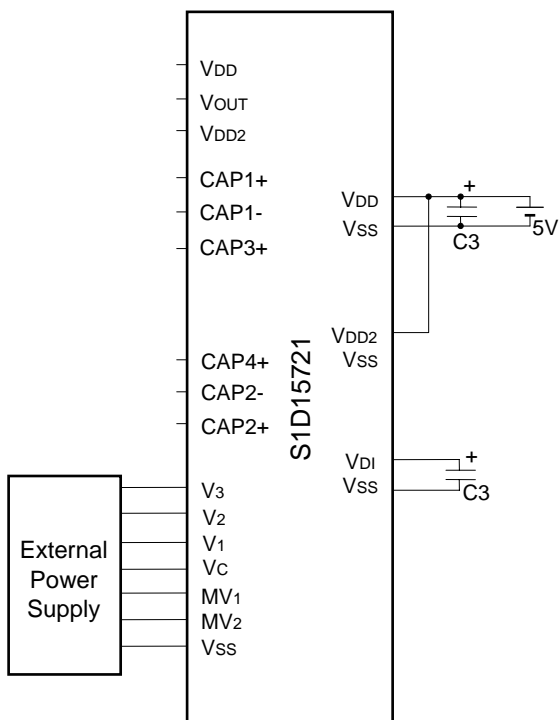 VDD
VOUT
VDD2
CAP1+
CAP1-
CAP3+
CAP4+
CAP2-
CAP2+
V3
V2
V1
VC
MV1
MV2
VSS
External
Power
Supply
S1D15721
VDD
VSS
VDD2
VSS
VDI
VSS
+
C3
5V
+
C3